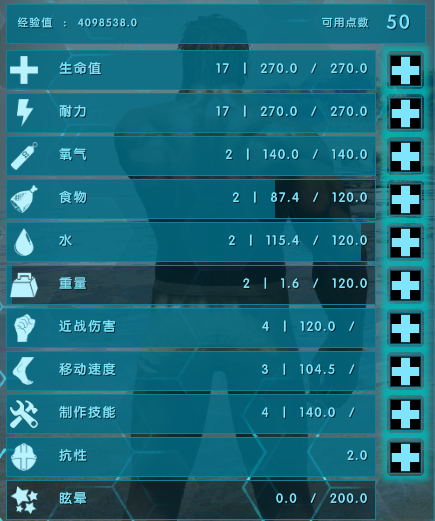 经验值 : 4098538.0 可用点数 50
生命值 17 | 270.0 / 270.0
耐力 17 | 270.0 / 270.0
氧气 2 | 140.0 / 140.0
食物 2 | 87.4 / 120.0
水 2 | 115.4 / 120.0
重量 2 | 1.6 / 120.0
近战伤害 4 | 120.0 /
移动速度 3 | 104.5 /
制作技能 4 | 140.0 /
抗性 2.0
眩晕 0.0 / 200.0